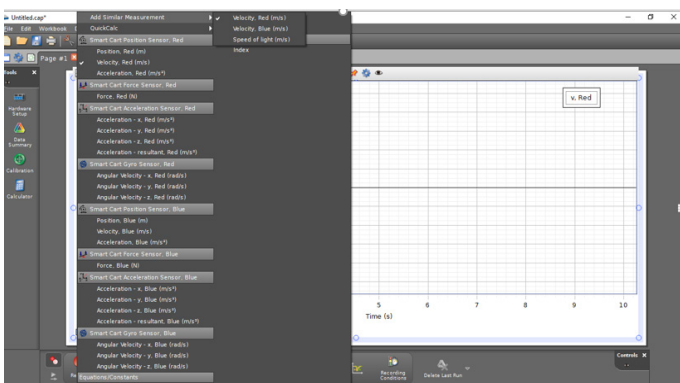 Untitled.cap*
File Edit Workbook
Page #1
Tools
Hardware
Setup
Data
Summary
Calibration
Calculator
Add Similar Measurement
QuickCalc
Smart Cart Position Sensor, Red
Position, Red (m)
Velocity, Red (m/s)
Acceleration, Red (m/s²)
Smart Cart Force Sensor, Red
Force, Red (N)
Smart Cart Acceleration Sensor, Red
Acceleration - x, Red (m/s²)
Acceleration - y, Red (m/s²)
Acceleration - z, Red (m/s²)
Acceleration - resultant, Red (m/s²)
Smart Cart Gyro Sensor, Red
Angular Velocity - x, Red (rad/s)
Angular Velocity - y, Red (rad/s)
Angular Velocity - z, Red (rad/s)
Smart Cart Position Sensor, Blue
Position, Blue (m)
Velocity, Blue (m/s)
Acceleration, Blue (m/s²)
Smart Cart Force Sensor, Blue
Force, Blue (N)
Smart Cart Acceleration Sensor, Blue
Acceleration - x, Blue (m/s²)
Acceleration - y, Blue (m/s²)
Acceleration - z, Blue (m/s²)
Acceleration - resultant, Blue (m/s²)
Smart Cart Gyro Sensor, Blue
Angular Velocity - x, Blue (rad/s)
Angular Velocity - y, Blue (rad/s)
Angular Velocity - z, Blue (rad/s)
Equations/Constants
Velocity, Red (m/s)
Velocity, Blue (m/s)
Speed of light (m/s)
Index
v, Red
5 6 7 8 9 10
Time (s)
Recording
Conditions
Delete Last Run
Controls